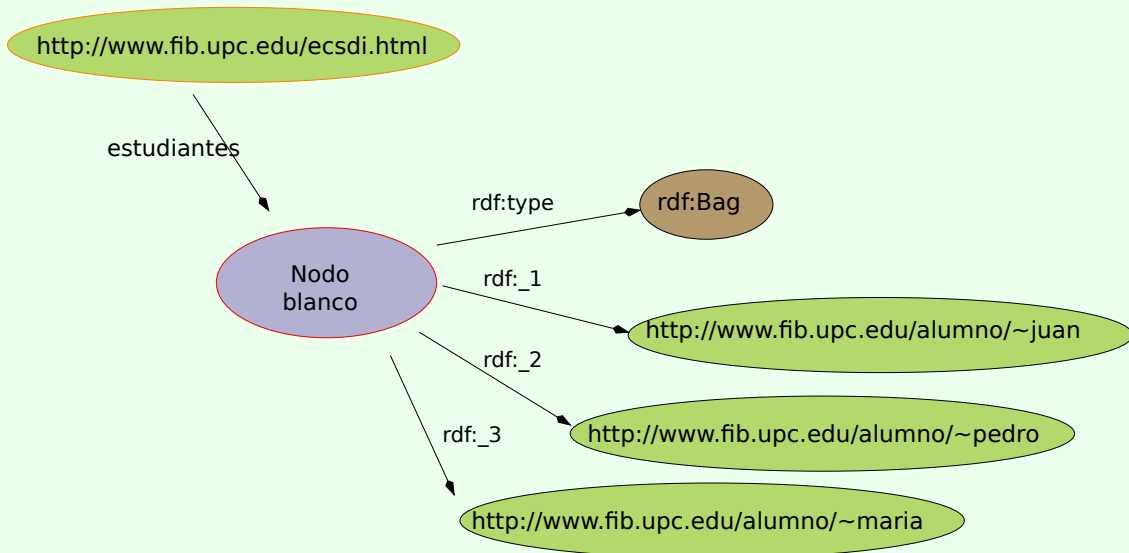 http://www.fib.upc.edu/ecsdi.html
estudiantes
rdf:type
rdf:Bag
Nodo
blanco
rdf:_1
http://www.fib.upc.edu/alumno/~juan
rdf:_2
http://www.fib.upc.edu/alumno/~pedro
rdf:_3
http://www.fib.upc.edu/alumno/~maria